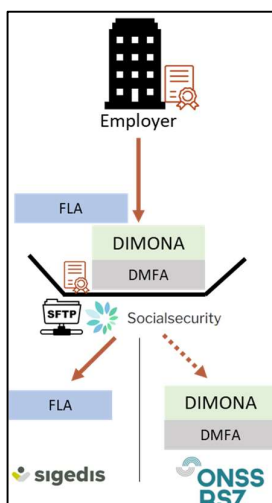 Employer
FLA
DIMONA
DMFA
SFTP
Socialsecurity
FLA
DIMONA
DMFA
sigedis
ONSS
RSZ